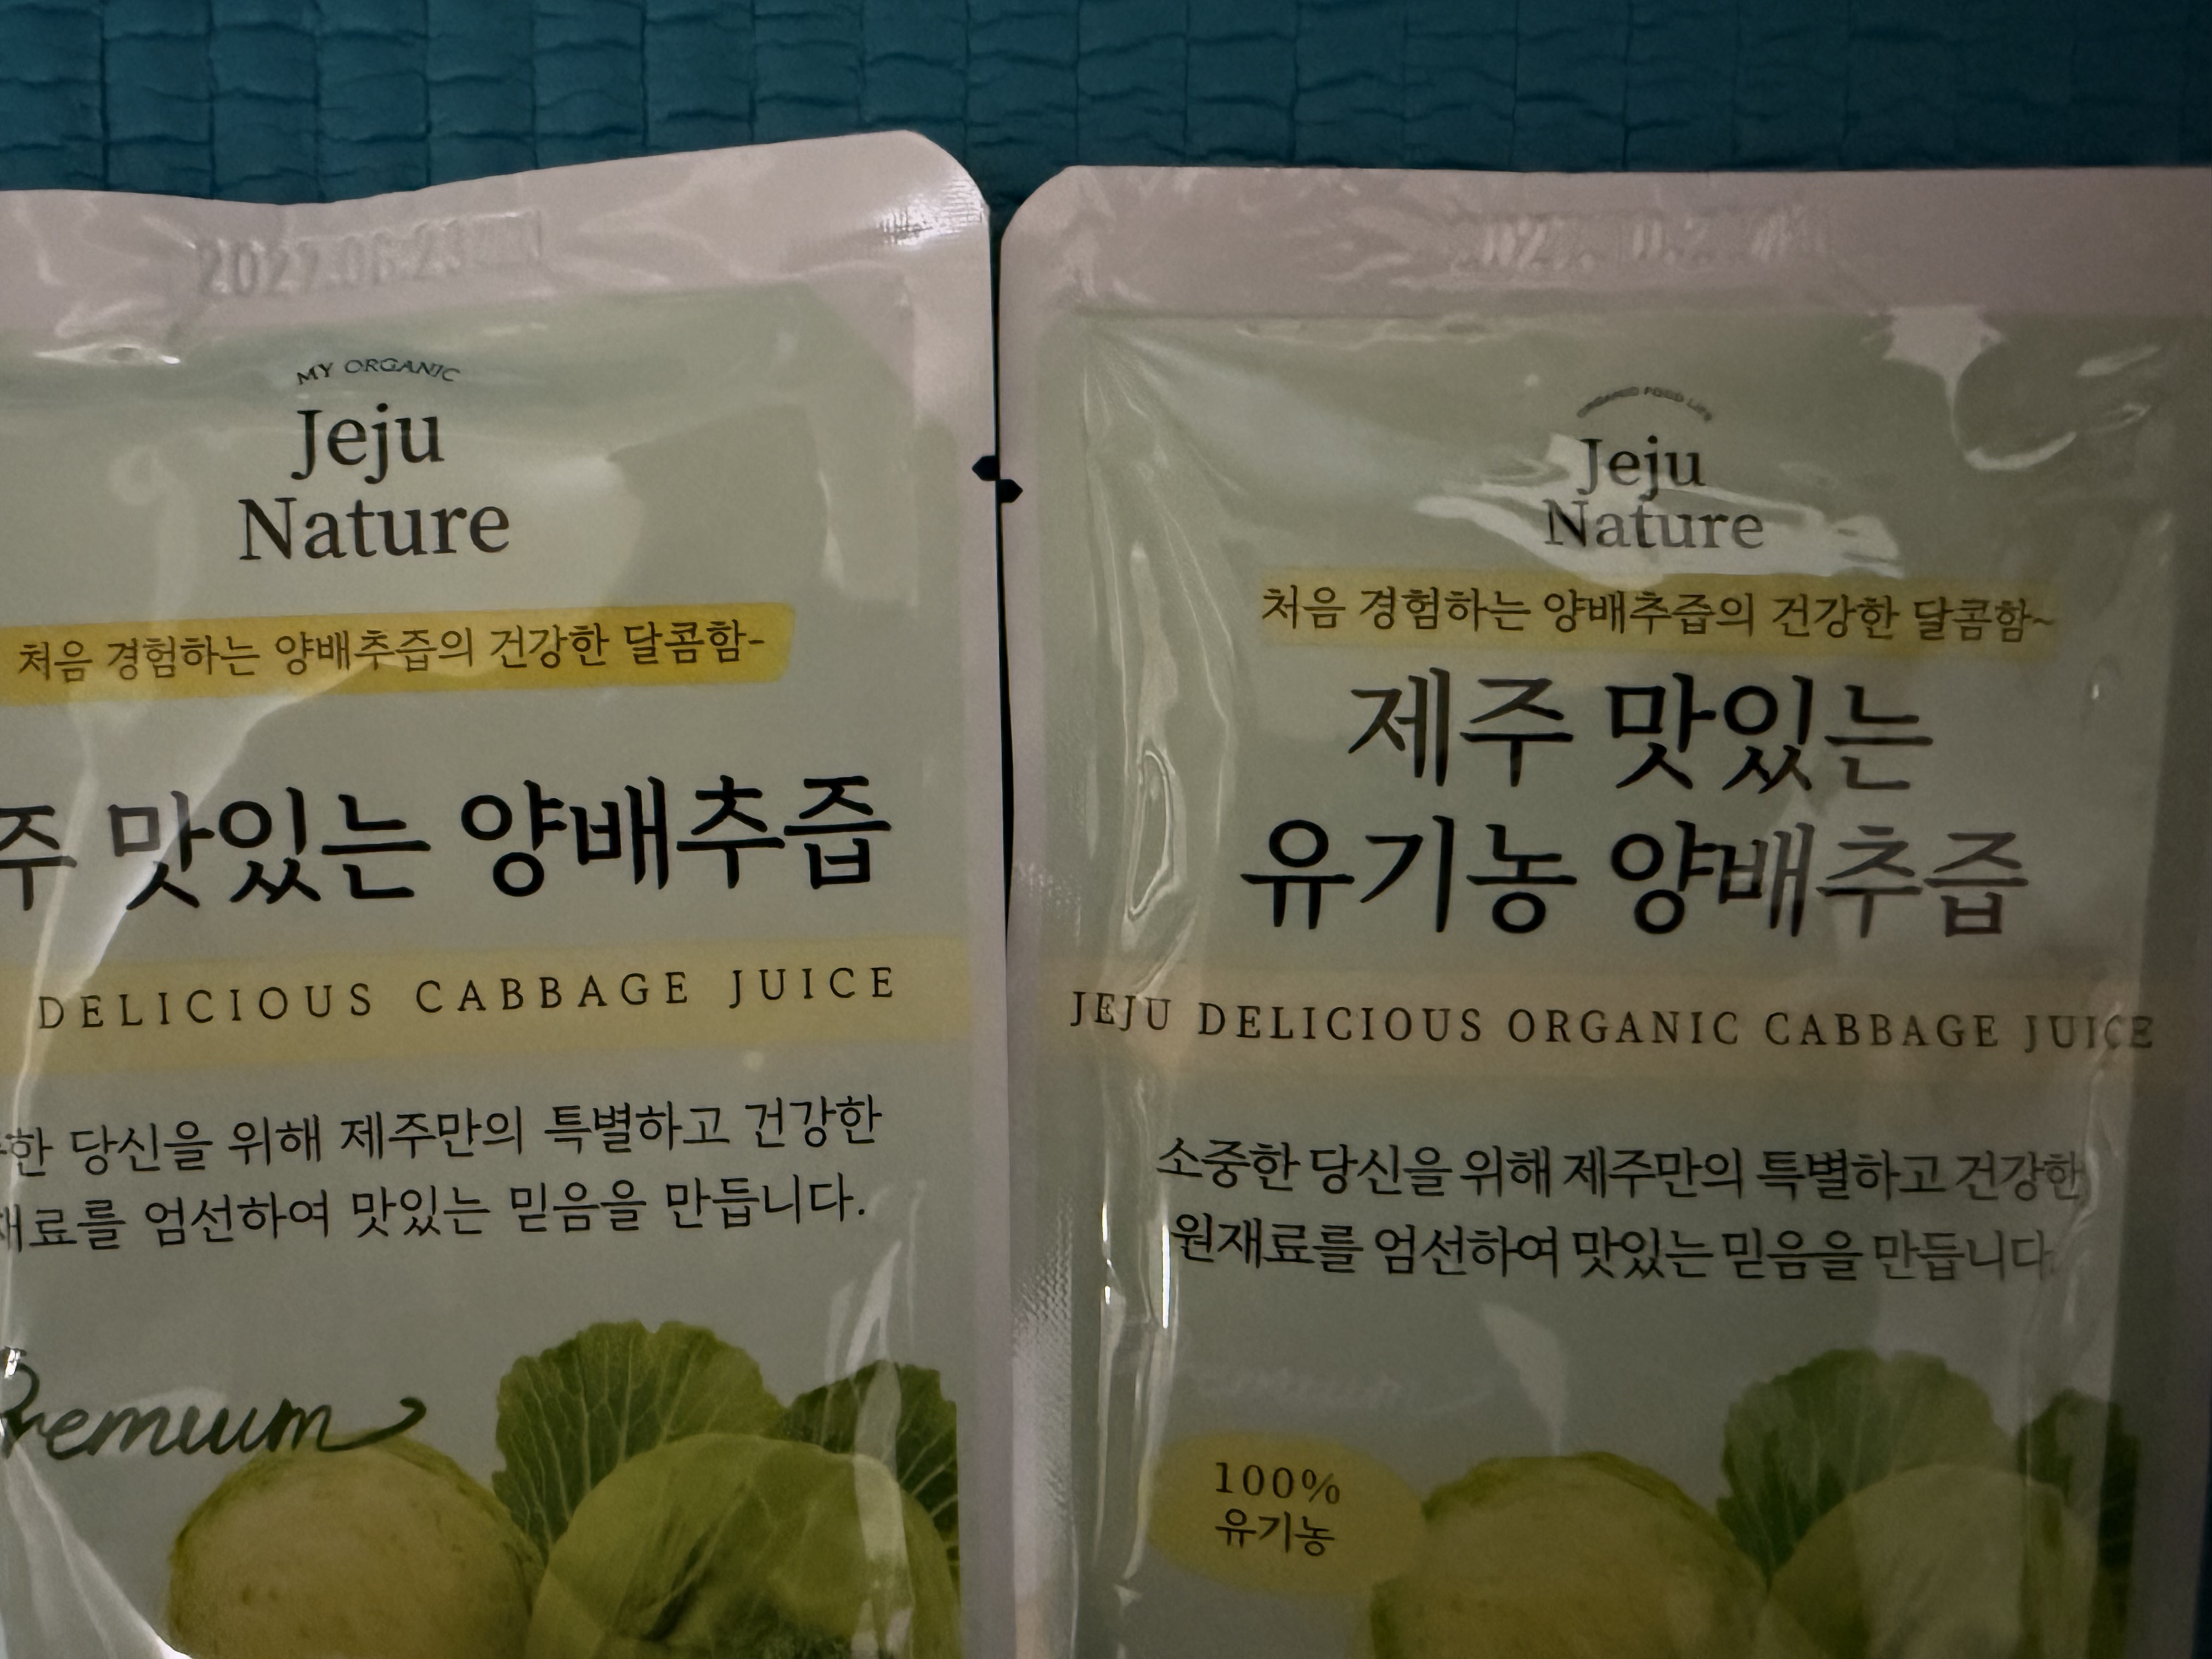 MY ORGANIC
Jeju
Nature
처음 경험하는 양배추즙의 건강한 달콤함-
주 맛있는 양배추즙
DELICIOUS CABBAGE JUICE
한 당신을 위해 제주만의 특별하고 건강한
재료를 엄선하여 맛있는 믿음을 만듭니다.
Premium
ORGANIC FOOD LIFE
Jeju
Nature
처음 경험하는 양배추즙의 건강한 달콤함~
제주 맛있는
유기농 양배추즙
JEJU DELICIOUS ORGANIC CABBAGE JUICE
소중한 당신을 위해 제주만의 특별하고 건강한
원재료를 엄선하여 맛있는 믿음을 만듭니다.
100%
유기농